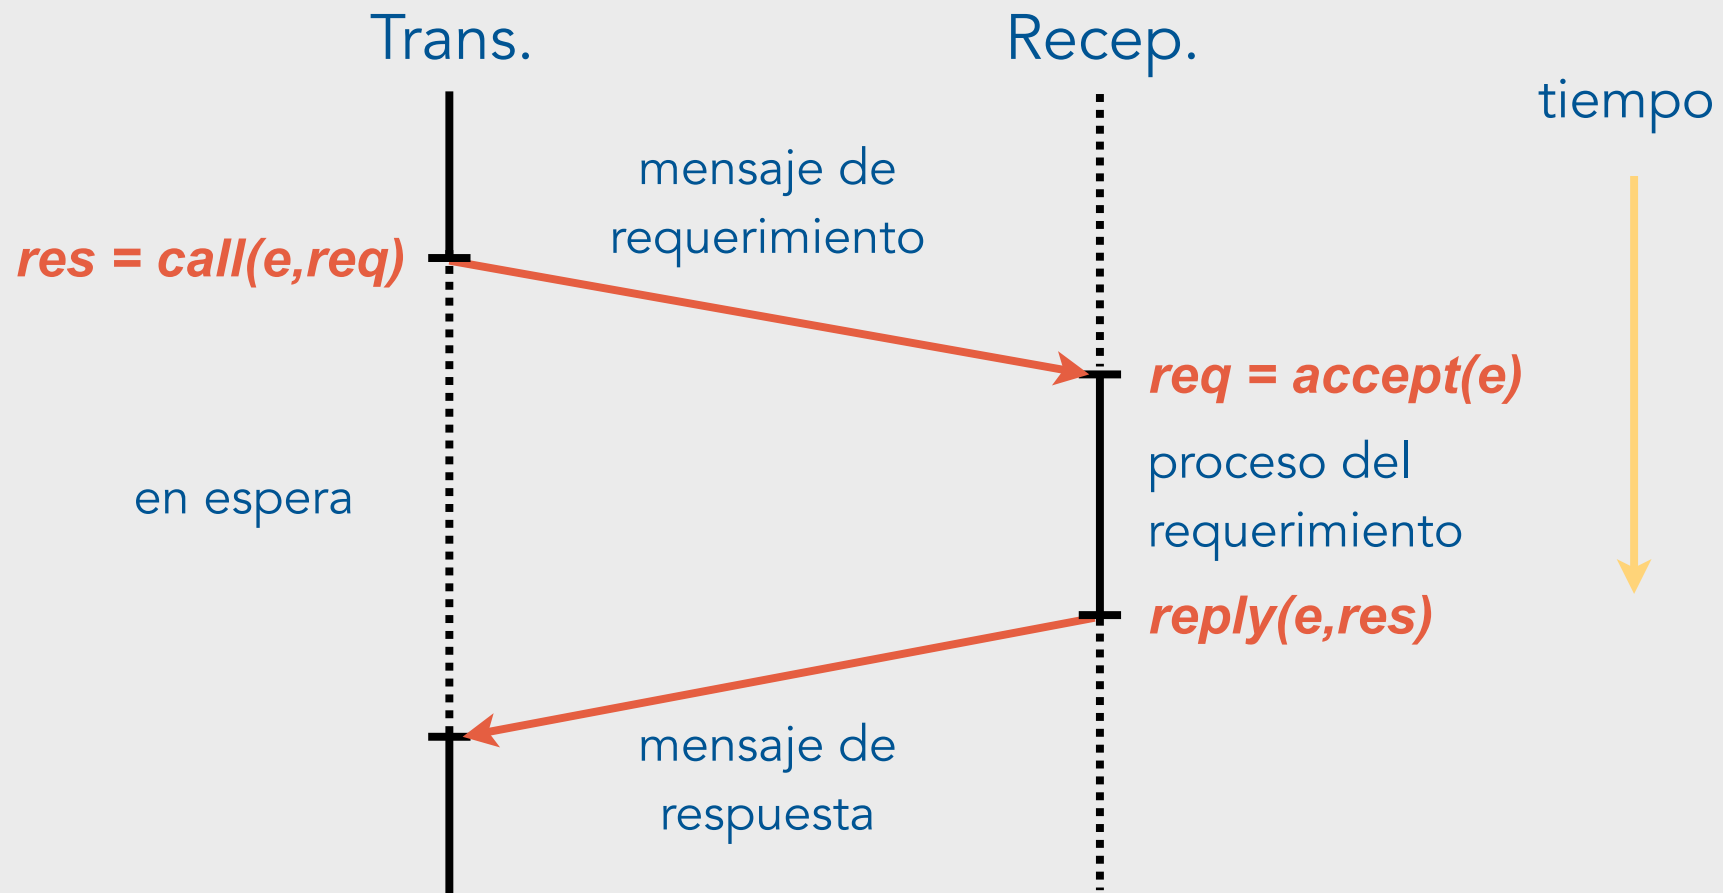 Trans.
Recep.
tiempo
mensaje de
requerimiento
res = call(e,req)
req = accept(e)
proceso del
requerimiento
en espera
reply(e,res)
mensaje de
respuesta